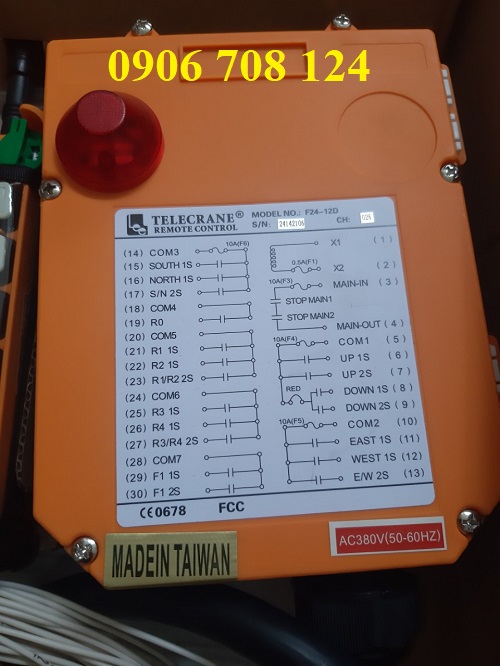 0906 708 124
TELECRANE®
REMOTE CONTROL
MODEL NO.: F24-12D
S/N: 24142106 CH: 025
(14) COM3 10A(F6)
(15) SOUTH 1S
(16) NORTH 1S
(17) S/N 2S
(18) COM4
(19) R0
(20) COM5
(21) R1 1S
(22) R2 1S
(23) R1/R2 2S
(24) COM6
(25) R3 1S
(26) R4 1S
(27) R3/R4 2S
(28) COM7
(29) F1 1S
(30) F1 2S
X1 (1)
0.5A(F1) X2 (2)
10A(F3) MAIN-IN (3)
STOP MAIN1
STOP MAIN2
MAIN-OUT (4)
10A(F4) COM1 (5)
UP 1S (6)
UP 2S (7)
RED DOWN 1S (8)
DOWN 2S (9)
10A(F5) COM2 (10)
EAST 1S (11)
WEST 1S (12)
E/W 2S (13)
CE0678 FCC
MADEIN TAIWAN
AC380V(50-60HZ)